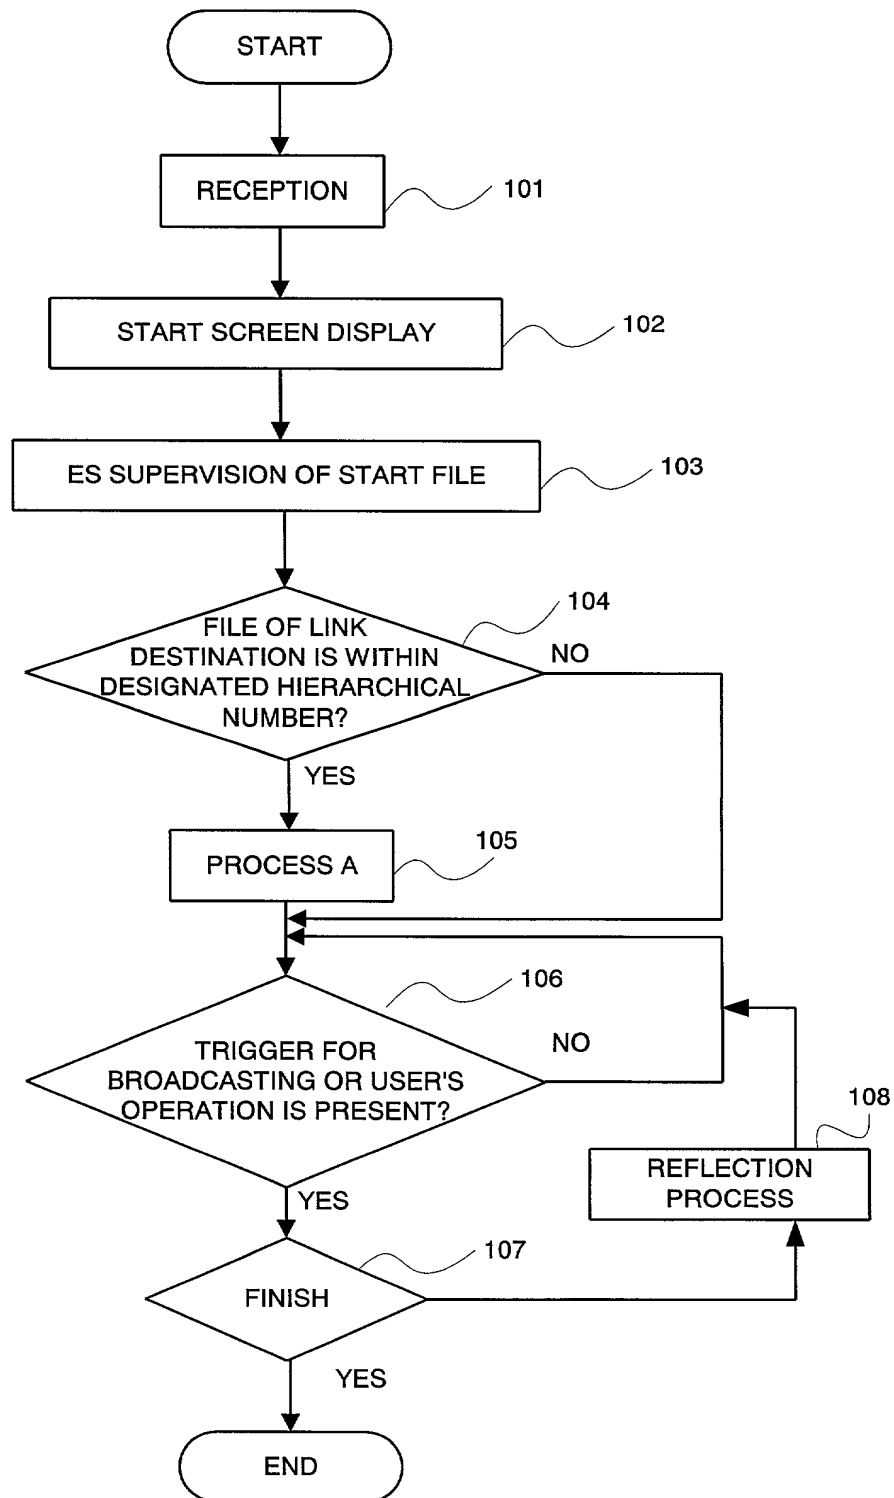 START
RECEPTION
101
START SCREEN DISPLAY
102
ES SUPERVISION OF START FILE
103
104
FILE OF LINK
DESTINATION IS WITHIN
DESIGNATED HIERARCHICAL
NUMBER?
NO
YES
PROCESS A
105
106
TRIGGER FOR
BROADCASTING OR USER'S
OPERATION IS PRESENT?
NO
108
REFLECTION
PROCESS
YES
107
FINISH
YES
END